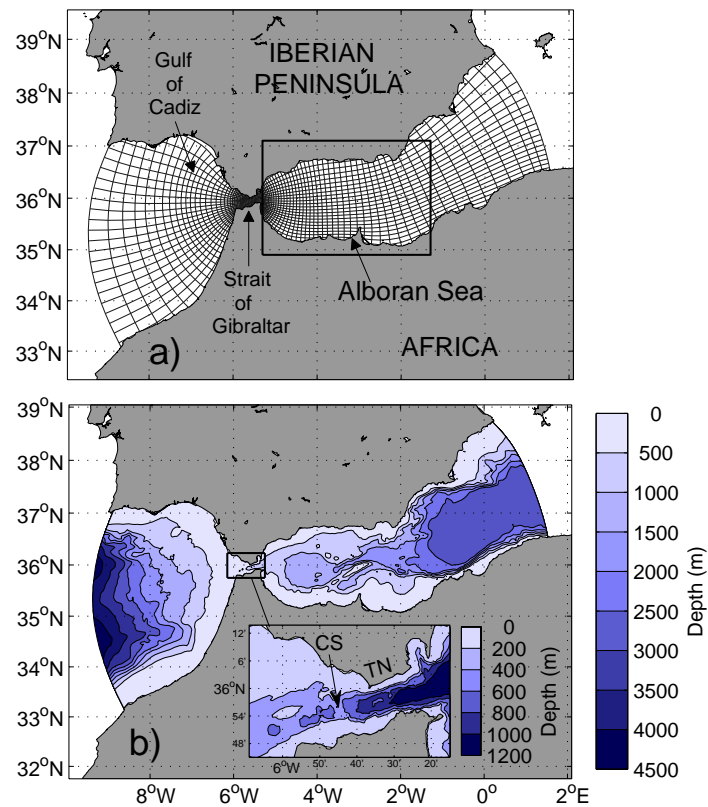 39°N
38°N
37°N
36°N
35°N
34°N
33°N
IBERIAN
PENINSULA
Gulf
of
Cadiz
Strait
of
Gibraltar
Alboran Sea
AFRICA
a)
39°N
38°N
37°N
36°N
35°N
34°N
33°N
32°N
8°W
6°W
4°W
2°W
0°
2°E
b)
CS
TN
12'
6'
36°N
54'
48'
6°W
50'
40'
30'
20'
0
200
400
600
800
1000
1200
Depth (m)
0
500
1000
1500
2000
2500
3000
3500
4000
4500
Depth (m)